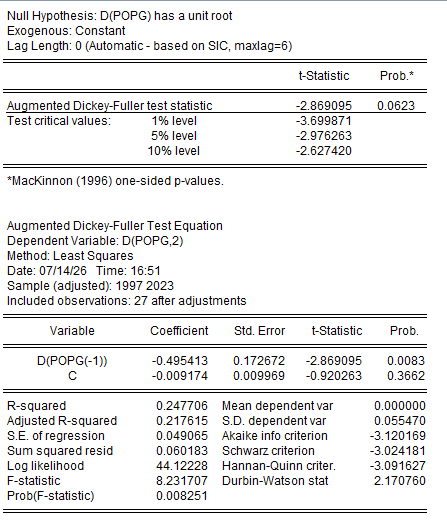 Null Hypothesis: D(POPG) has a unit root
Exogenous: Constant
Lag Length: 0 (Automatic - based on SIC, maxlag=6)
t-Statistic Prob.*
Augmented Dickey-Fuller test statistic -2.869095 0.0623
Test critical values: 1% level -3.699871
5% level -2.976263
10% level -2.627420
*MacKinnon (1996) one-sided p-values.
Augmented Dickey-Fuller Test Equation
Dependent Variable: D(POPG,2)
Method: Least Squares
Date: 07/14/26 Time: 16:51
Sample (adjusted): 1997 2023
Included observations: 27 after adjustments
Variable Coefficient Std. Error t-Statistic Prob.
D(POPG(-1)) -0.495413 0.172672 -2.869095 0.0083
C -0.009174 0.009969 -0.920263 0.3662
R-squared 0.247706 Mean dependent var 0.000000
Adjusted R-squared 0.217615 S.D. dependent var 0.055470
S.E. of regression 0.049065 Akaike info criterion -3.120169
Sum squared resid 0.060183 Schwarz criterion -3.024181
Log likelihood 44.12228 Hannan-Quinn criter. -3.091627
F-statistic 8.231707 Durbin-Watson stat 2.170760
Prob(F-statistic) 0.008251